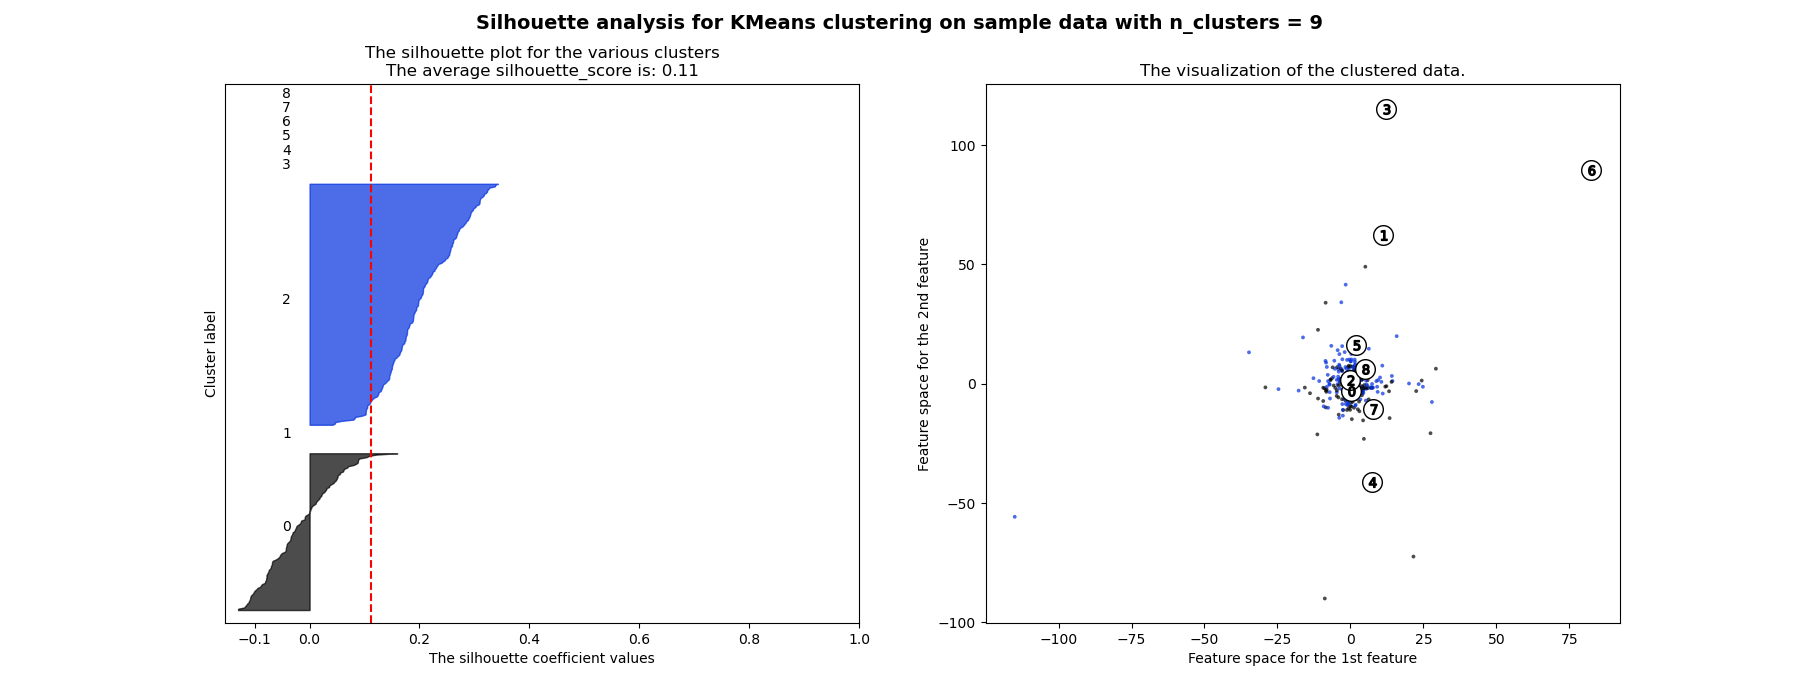 Silhouette analysis for KMeans clustering on sample data with n_clusters = 9
The silhouette plot for the various clusters
The average silhouette_score is: 0.11
8
7
6
5
4
3
2
1
0
Cluster label
−0.1 0.0 0.2 0.4 0.6 0.8 1.0
The silhouette coefficient values
The visualization of the clustered data.
3
6
1
5
8
2
0
7
4
100
50
0
−50
−100
Feature space for the 2nd feature
−100 −75 −50 −25 0 25 50 75
Feature space for the 1st feature